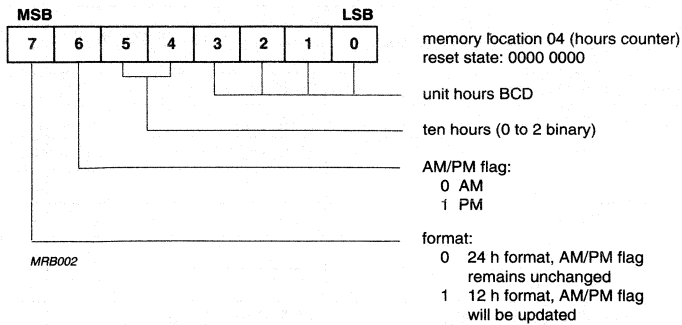 MSB LSB
7 6 5 4 3 2 1 0
memory location 04 (hours counter)
reset state: 0000 0000
unit hours BCD
ten hours (0 to 2 binary)
AM/PM flag:
0 AM
1 PM
format:
0 24 h format, AM/PM flag
remains unchanged
1 12 h format, AM/PM flag
will be updated
MRB002